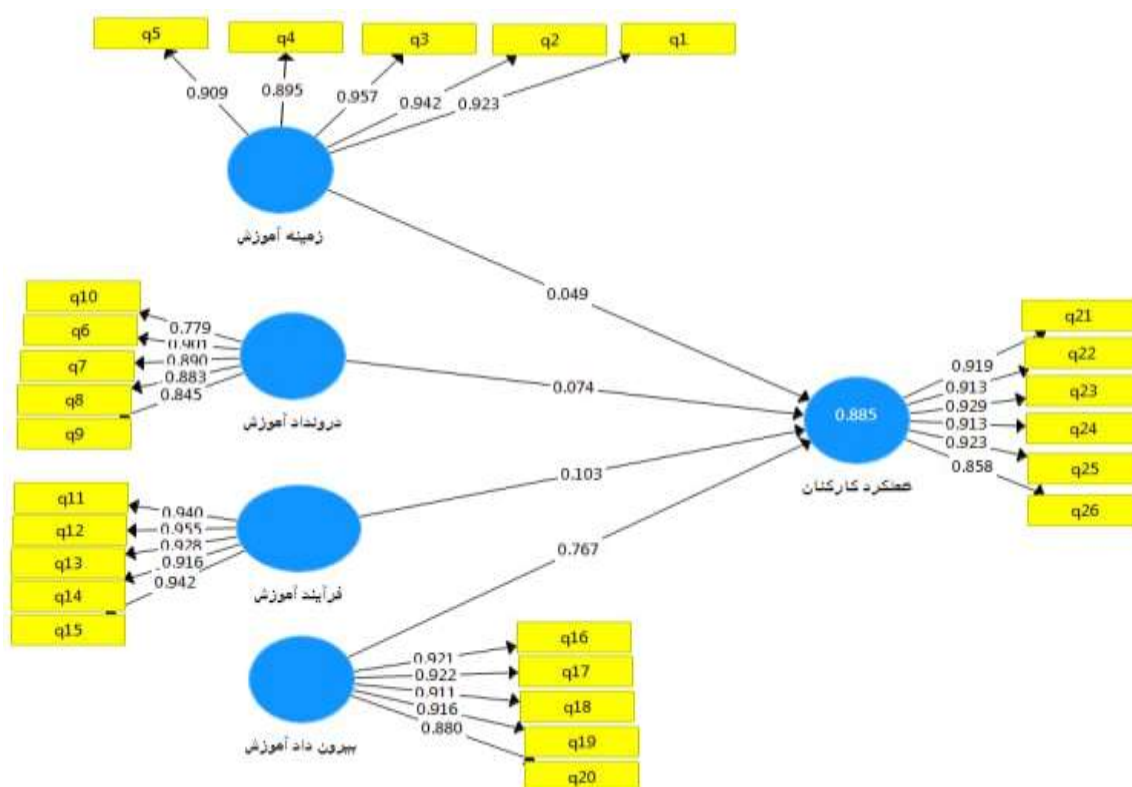 q5
q4
q3
q2
q1
0.909
0.895
0.957
0.942
0.923
زمینه آموزش
0.049
q10
q6
q7
q8
q9
0.779
0.901
0.890
0.883
0.845
درونداد آموزش
0.074
q11
q12
q13
q14
q15
0.940
0.955
0.928
0.916
0.942
فرآیند آموزش
0.103
0.767
بیرون داد آموزش
0.921
0.922
0.911
0.916
0.880
q16
q17
q18
q19
q20
0.885
عملکرد کارکنان
0.919
0.913
0.929
0.913
0.923
0.858
q21
q22
q23
q24
q25
q26